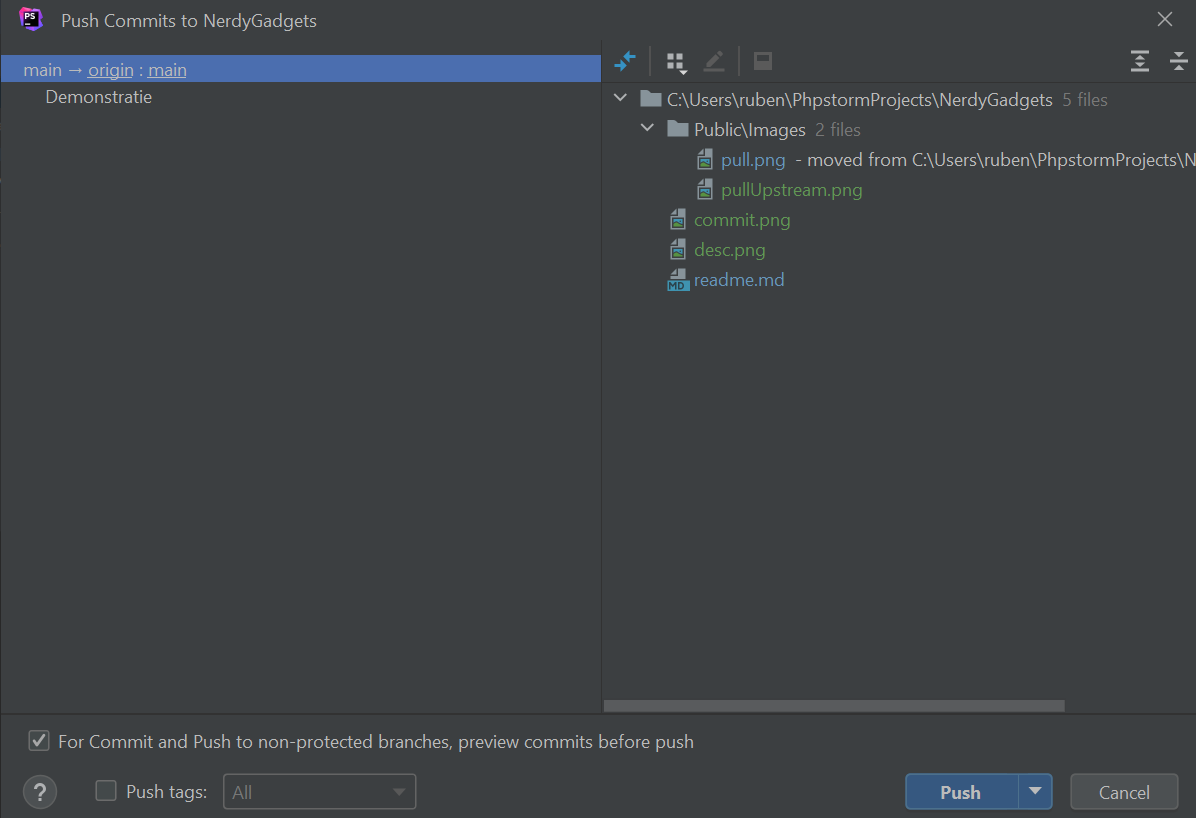 PS
Push Commits to NerdyGadgets
main → origin : main
Demonstratie
C:\Users\ruben\PhpstormProjects\NerdyGadgets 5 files
Public\Images 2 files
pull.png - moved from C:\Users\ruben\PhpstormProjects\N
pullUpstream.png
commit.png
desc.png
MD readme.md
For Commit and Push to non-protected branches, preview commits before push
? Push tags: All
Push
Cancel